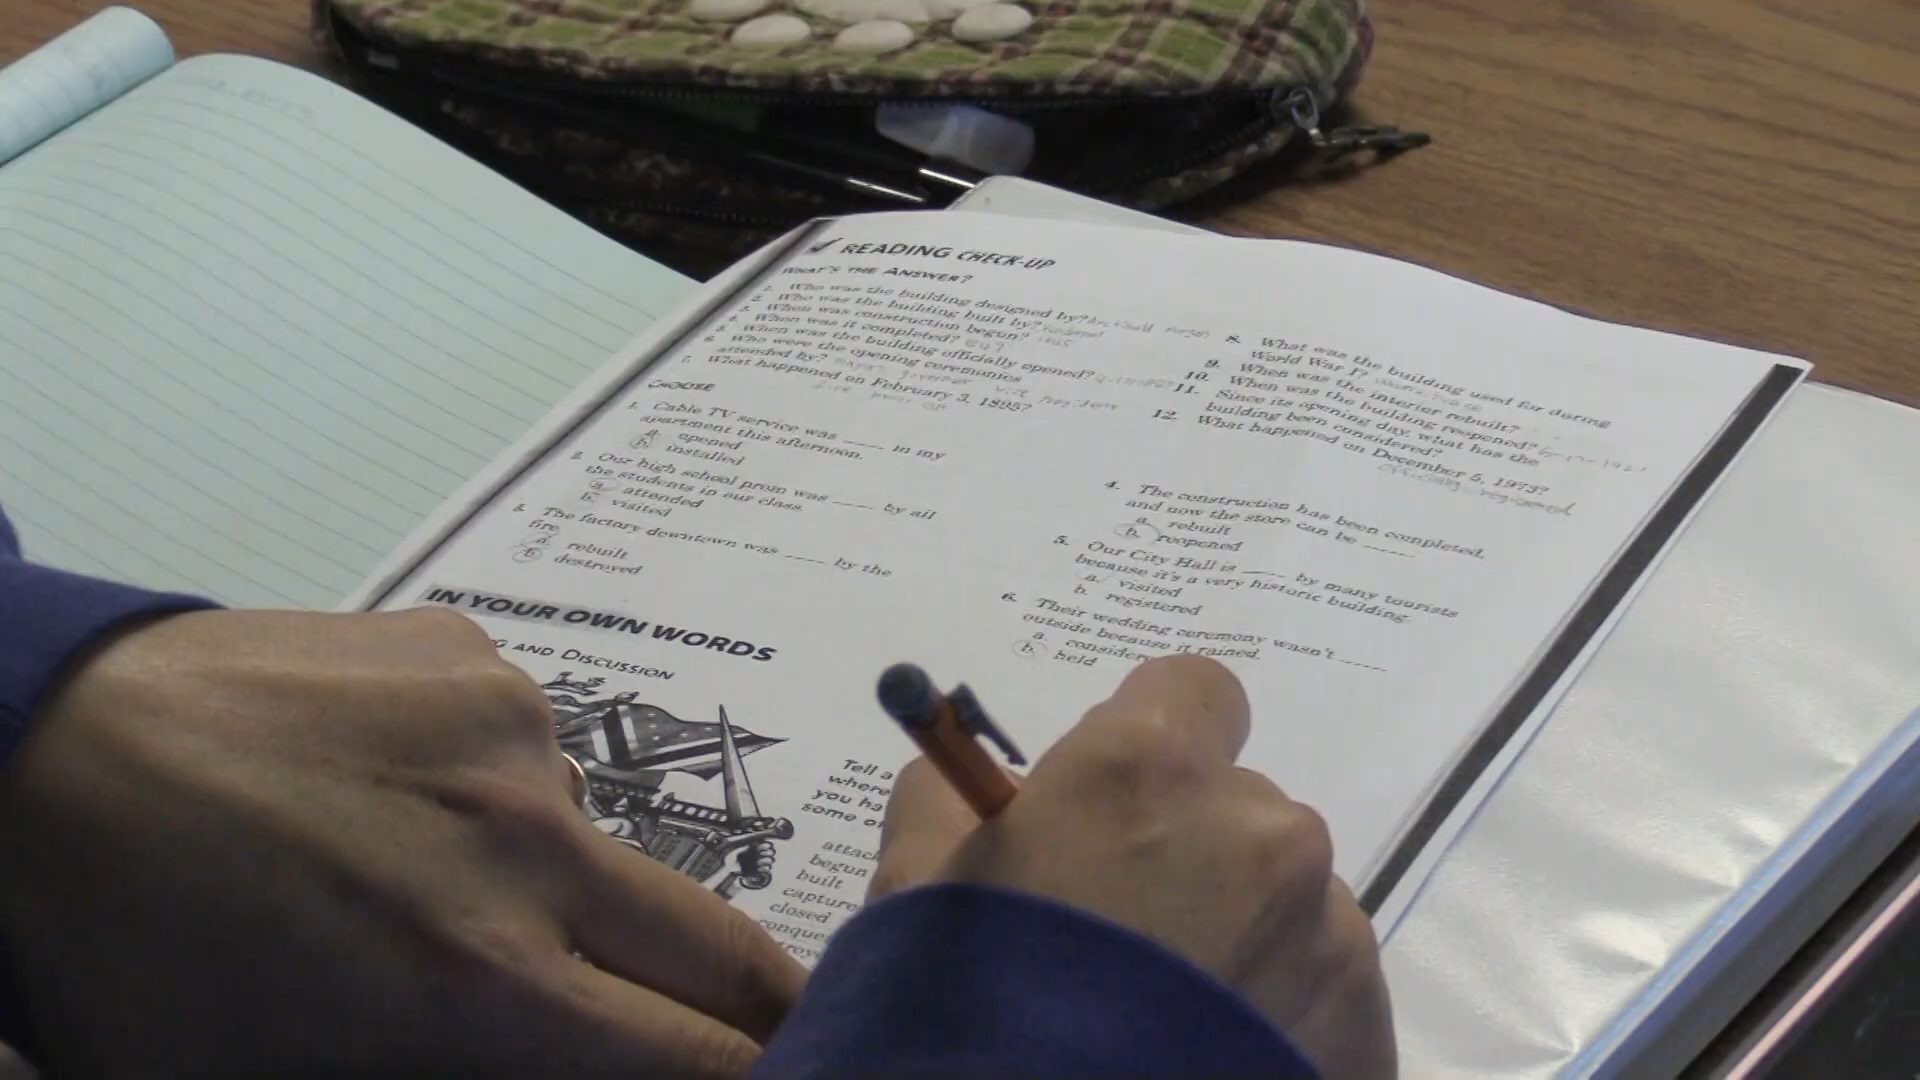 READING CHECK-UP
WHAT'S THE ANSWER?
1. Who was the building designed by?
2. Who was the building built by?
3. When was construction begun?
4. When was it completed?
5. When was the building officially opened?
6. Who were the opening ceremonies
attended by?
7. What happened on February 3, 1895?
8. What was the building used for during
World War I?
9. When was the interior rebuilt?
10. When was the building reopened?
11. Since its opening day, what has the
building been considered?
12. What happened on December 5, 1973?
officially registered
CHOOSE
1. Cable TV service was ____ in my
apartment this afternoon.
a. opened
b. installed
2. Our high school prom was ____ by all
the students in our class.
a. attended
b. visited
3. The factory downtown was ____ by the
fire.
a. rebuilt
b. destroyed
4. The construction has been completed,
and now the store can be ____
a. rebuilt
b. reopened
5. Our City Hall is ____ by many tourists
because it's a very historic building.
a. visited
b. registered
6. Their wedding ceremony wasn't ____
outside because it rained.
a.
b. held
IN YOUR OWN WORDS
AND DISCUSSION
Tell a
where
you ha
some of
attack
begun
built
capture
closed
conque